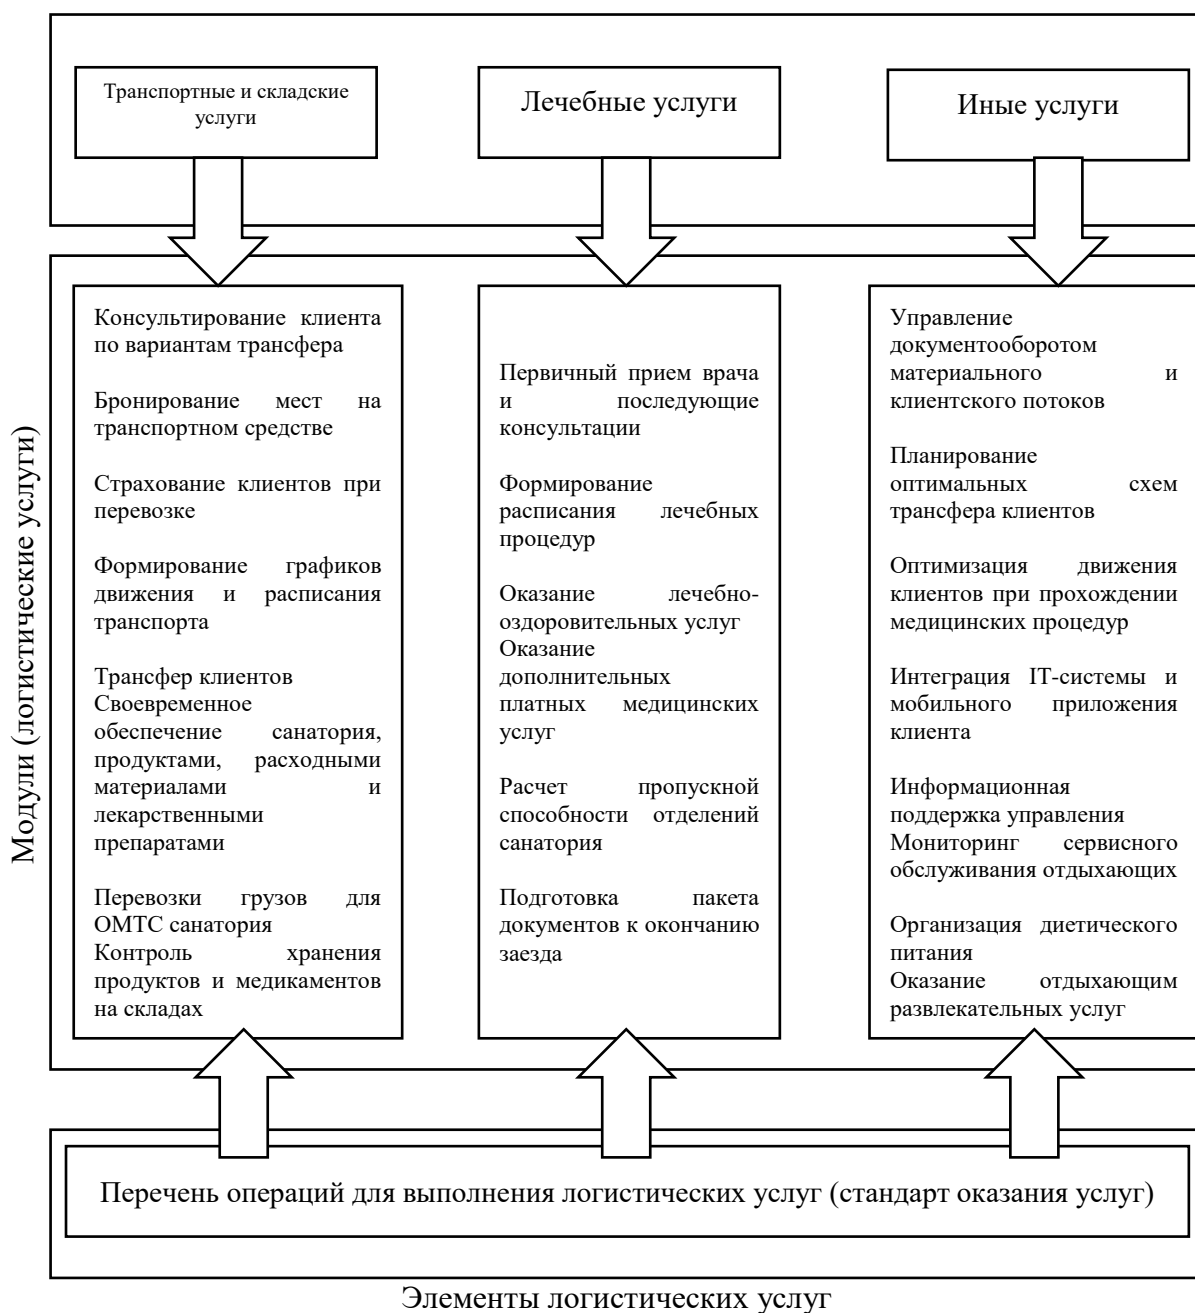 Транспортные и складские
услуги
Лечебные услуги
Иные услуги
Модули (логистические услуги)
Консультирование клиента
по вариантам трансфера
Бронирование мест на
транспортном средстве
Страхование клиентов при
перевозке
Формирование графиков
движения и расписания
транспорта
Трансфер клиентов
Своевременное
обеспечение санатория,
продуктами, расходными
материалами и
лекарственными
препаратами
Перевозки грузов для
ОМТС санатория
Контроль хранения
продуктов и медикаментов
на складах
Первичный прием врача
и последующие
консультации
Формирование
расписания лечебных
процедур
Оказание лечебно-
оздоровительных услуг
Оказание
дополнительных
платных медицинских
услуг
Расчет пропускной
способности отделений
санатория
Подготовка пакета
документов к окончанию
заезда
Управление
документооборотом
материального и
клиентского потоков
Планирование
оптимальных схем
трансфера клиентов
Оптимизация движения
клиентов при прохождении
медицинских процедур
Интеграция IT-системы и
мобильного приложения
клиента
Информационная
поддержка управления
Мониторинг сервисного
обслуживания отдыхающих
Организация диетического
питания
Оказание отдыхающим
развлекательных услуг
Перечень операций для выполнения логистических услуг (стандарт оказания услуг)
Элементы логистических услуг